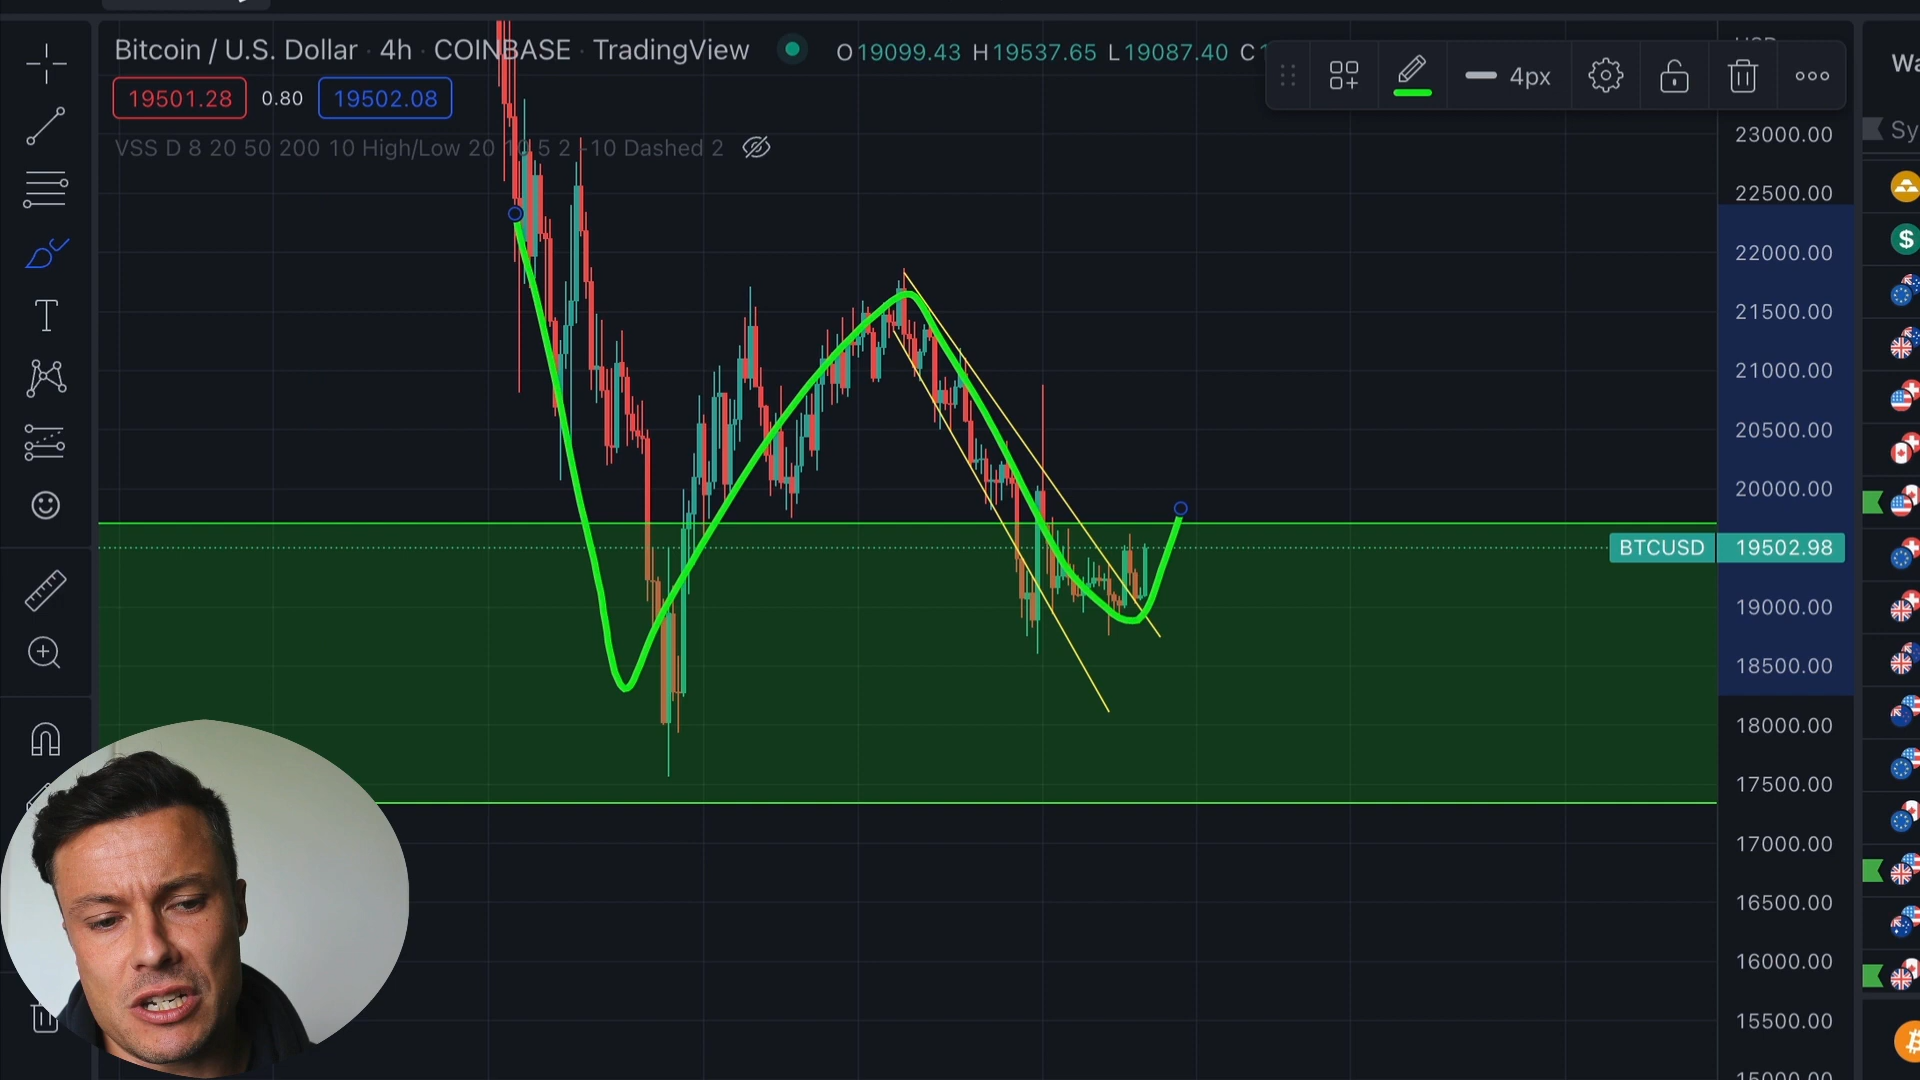 Bitcoin / U.S. Dollar · 4h · COINBASE · TradingView
O19099.43 H19537.65 L19087.40 C
4px
19501.28 0.80 19502.08
VSS D 8 20 50 200 10 High/Low 20 10 5 2 -10 Dashed 2
23000.00
22500.00
22000.00
21500.00
21000.00
20500.00
20000.00
BTCUSD 19502.98
19000.00
18500.00
18000.00
17500.00
17000.00
16500.00
16000.00
15500.00
Wa
Sy